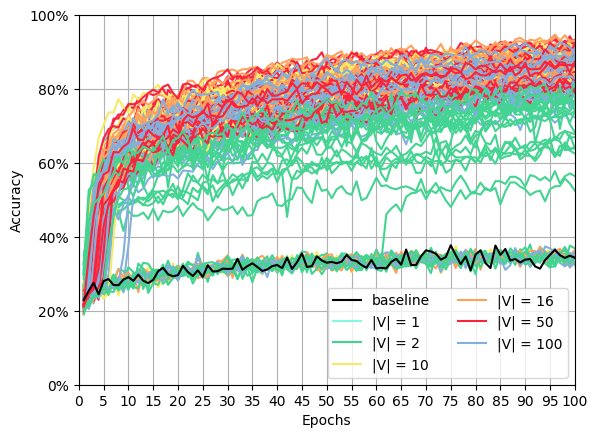 100%
80%
60%
40%
20%
0%
Accuracy
0 5 10 15 20 25 30 35 40 45 50 55 60 65 70 75 80 85 90 95 100
Epochs
baseline
|V| = 1
|V| = 2
|V| = 10
|V| = 16
|V| = 50
|V| = 100